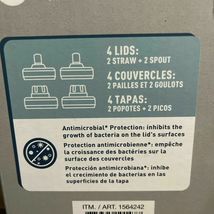 4 LIDS:
2 STRAW + 2 SPOUT
4 COUVERCLES:
2 PAILLES ET 2 GOULOTS
4 TAPAS:
2 POPOTES + 2 PICOS
Antimicrobial* Protection: inhibits
the growth of bacteria on the lid's surfaces
Protection antimicrobienne*: empêche
la croissance des bactéries sur la
surface des couvercles
Protección antimicrobiana*: inhibe
el crecimiento de bacterias en las
superficies de la tapa
ITM. / ART. 1564242